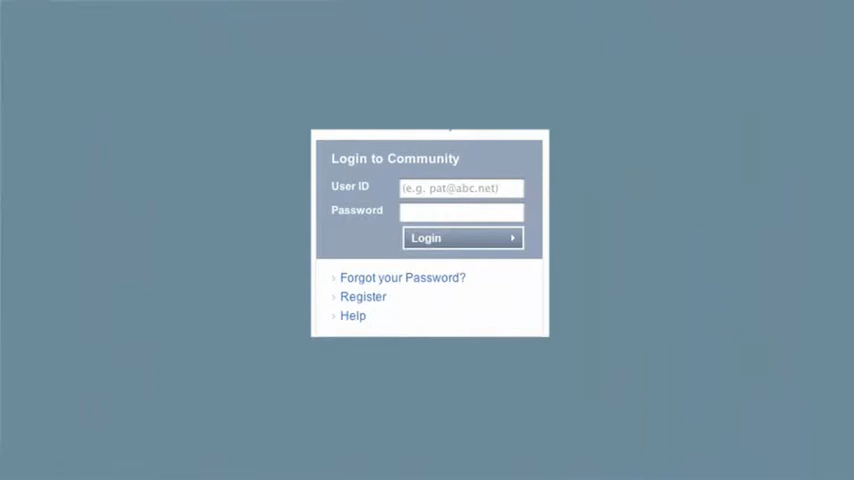 Login to Community
User ID (e.g. pat@abc.net)
Password
Login
Forgot your Password?
Register
Help